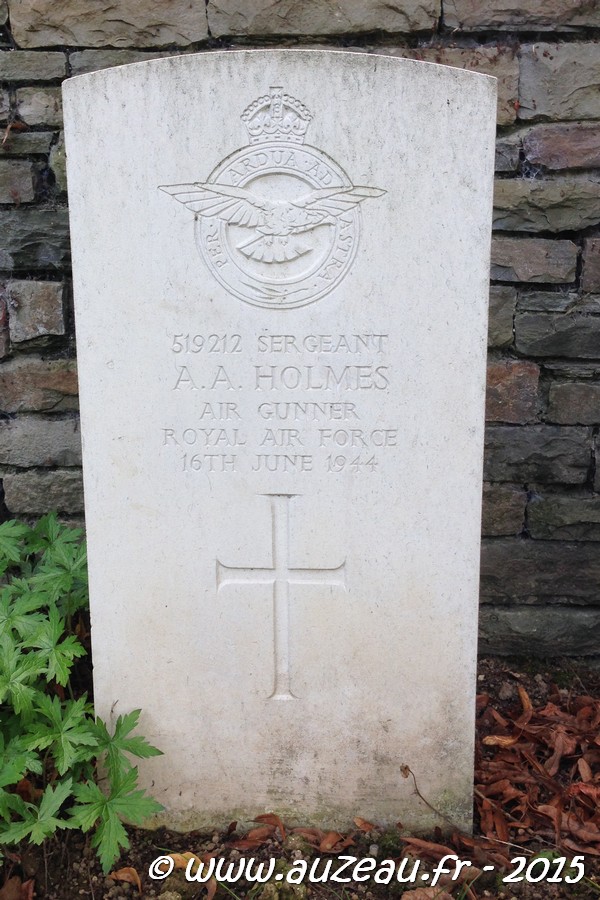 PER · ARDUA · AD ASTRA
519212 SERGEANT
A. A. HOLMES
AIR GUNNER
ROYAL AIR FORCE
16TH JUNE 1944
© www.auzeau.fr - 2015